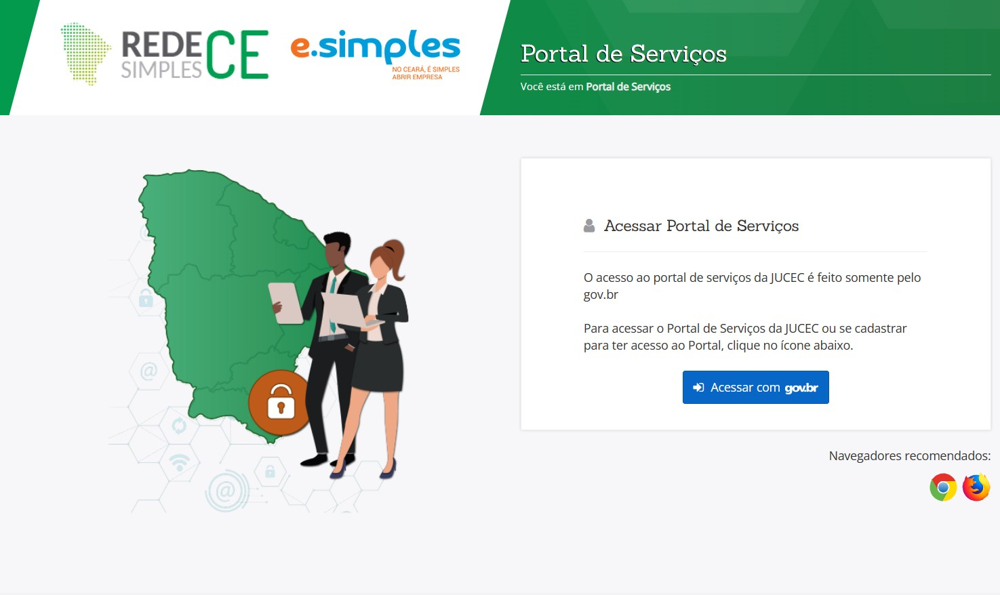 REDE
SIMPLES
CE
e.simples
NO CEARÁ, É SIMPLES
ABRIR EMPRESA
Portal de Serviços
Você está em Portal de Serviços
Acessar Portal de Serviços
O acesso ao portal de serviços da JUCEC é feito somente pelo
gov.br
Para acessar o Portal de Serviços da JUCEC ou se cadastrar
para ter acesso ao Portal, clique no ícone abaixo.
Acessar com gov.br
Navegadores recomendados: